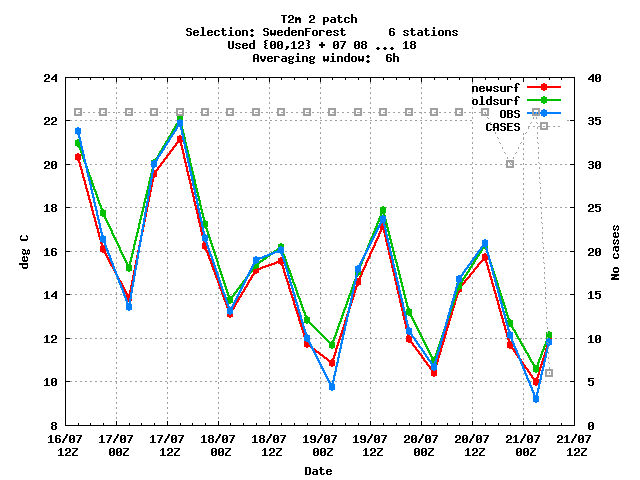 T2m 2 patch
Selection: SwedenForest      6 stations
Used {00,12} + 07 08 ... 18
Averaging window:  6h
newsurf
oldsurf
OBS
CASES
24
22
20
18
16
14
12
10
8
deg C
40
35
30
25
20
15
10
5
0
No cases
16/07 17/07 17/07 18/07 18/07 19/07 19/07 20/07 20/07 21/07 21/07
12Z 00Z 12Z 00Z 12Z 00Z 12Z 00Z 12Z 00Z 12Z
Date